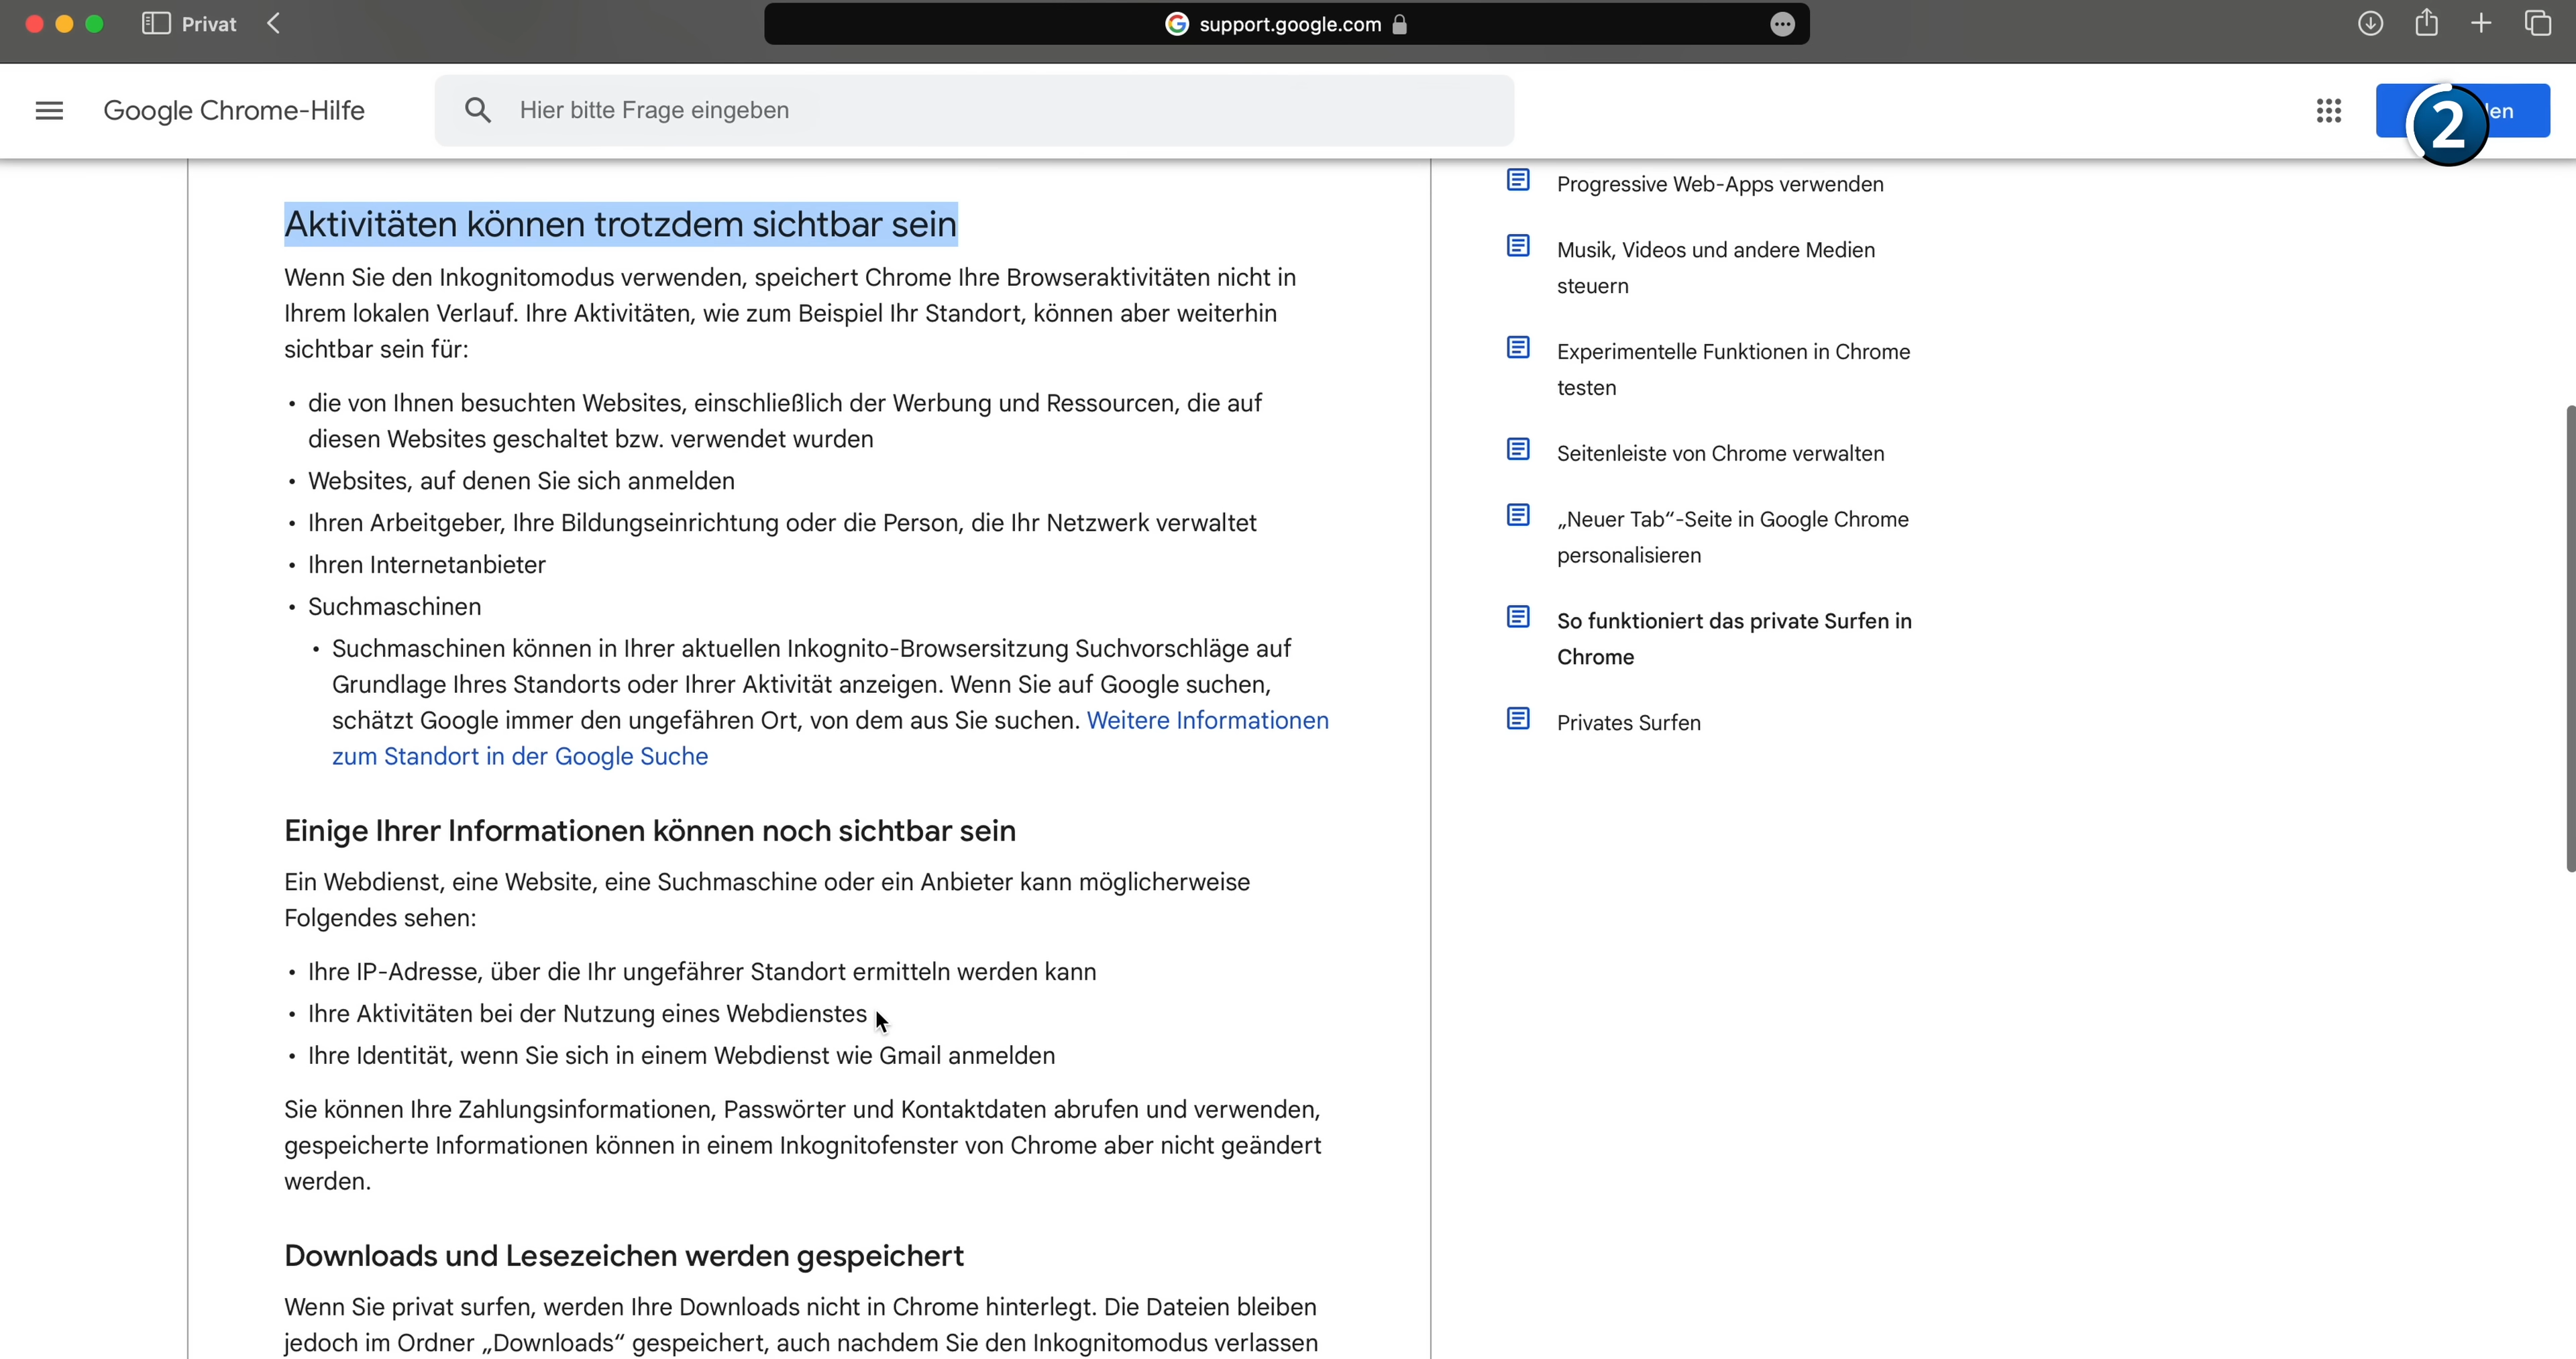 Privat
support.google.com
Google Chrome-Hilfe
Hier bitte Frage eingeben
2
Aktivitäten können trotzdem sichtbar sein
Wenn Sie den Inkognitomodus verwenden, speichert Chrome Ihre Browseraktivitäten nicht in
Ihrem lokalen Verlauf. Ihre Aktivitäten, wie zum Beispiel Ihr Standort, können aber weiterhin
sichtbar sein für:
• die von Ihnen besuchten Websites, einschließlich der Werbung und Ressourcen, die auf
diesen Websites geschaltet bzw. verwendet wurden
• Websites, auf denen Sie sich anmelden
• Ihren Arbeitgeber, Ihre Bildungseinrichtung oder die Person, die Ihr Netzwerk verwaltet
• Ihren Internetanbieter
• Suchmaschinen
• Suchmaschinen können in Ihrer aktuellen Inkognito-Browsersitzung Suchvorschläge auf
Grundlage Ihres Standorts oder Ihrer Aktivität anzeigen. Wenn Sie auf Google suchen,
schätzt Google immer den ungefähren Ort, von dem aus Sie suchen. Weitere Informationen
zum Standort in der Google Suche
Einige Ihrer Informationen können noch sichtbar sein
Ein Webdienst, eine Website, eine Suchmaschine oder ein Anbieter kann möglicherweise
Folgendes sehen:
• Ihre IP-Adresse, über die Ihr ungefährer Standort ermitteln werden kann
• Ihre Aktivitäten bei der Nutzung eines Webdienstes
• Ihre Identität, wenn Sie sich in einem Webdienst wie Gmail anmelden
Sie können Ihre Zahlungsinformationen, Passwörter und Kontaktdaten abrufen und verwenden,
gespeicherte Informationen können in einem Inkognitofenster von Chrome aber nicht geändert
werden.
Downloads und Lesezeichen werden gespeichert
Wenn Sie privat surfen, werden Ihre Downloads nicht in Chrome hinterlegt. Die Dateien bleiben
jedoch im Ordner „Downloads“ gespeichert, auch nachdem Sie den Inkognitomodus verlassen
Progressive Web-Apps verwenden
Musik, Videos und andere Medien
steuern
Experimentelle Funktionen in Chrome
testen
Seitenleiste von Chrome verwalten
„Neuer Tab“-Seite in Google Chrome
personalisieren
So funktioniert das private Surfen in
Chrome
Privates Surfen